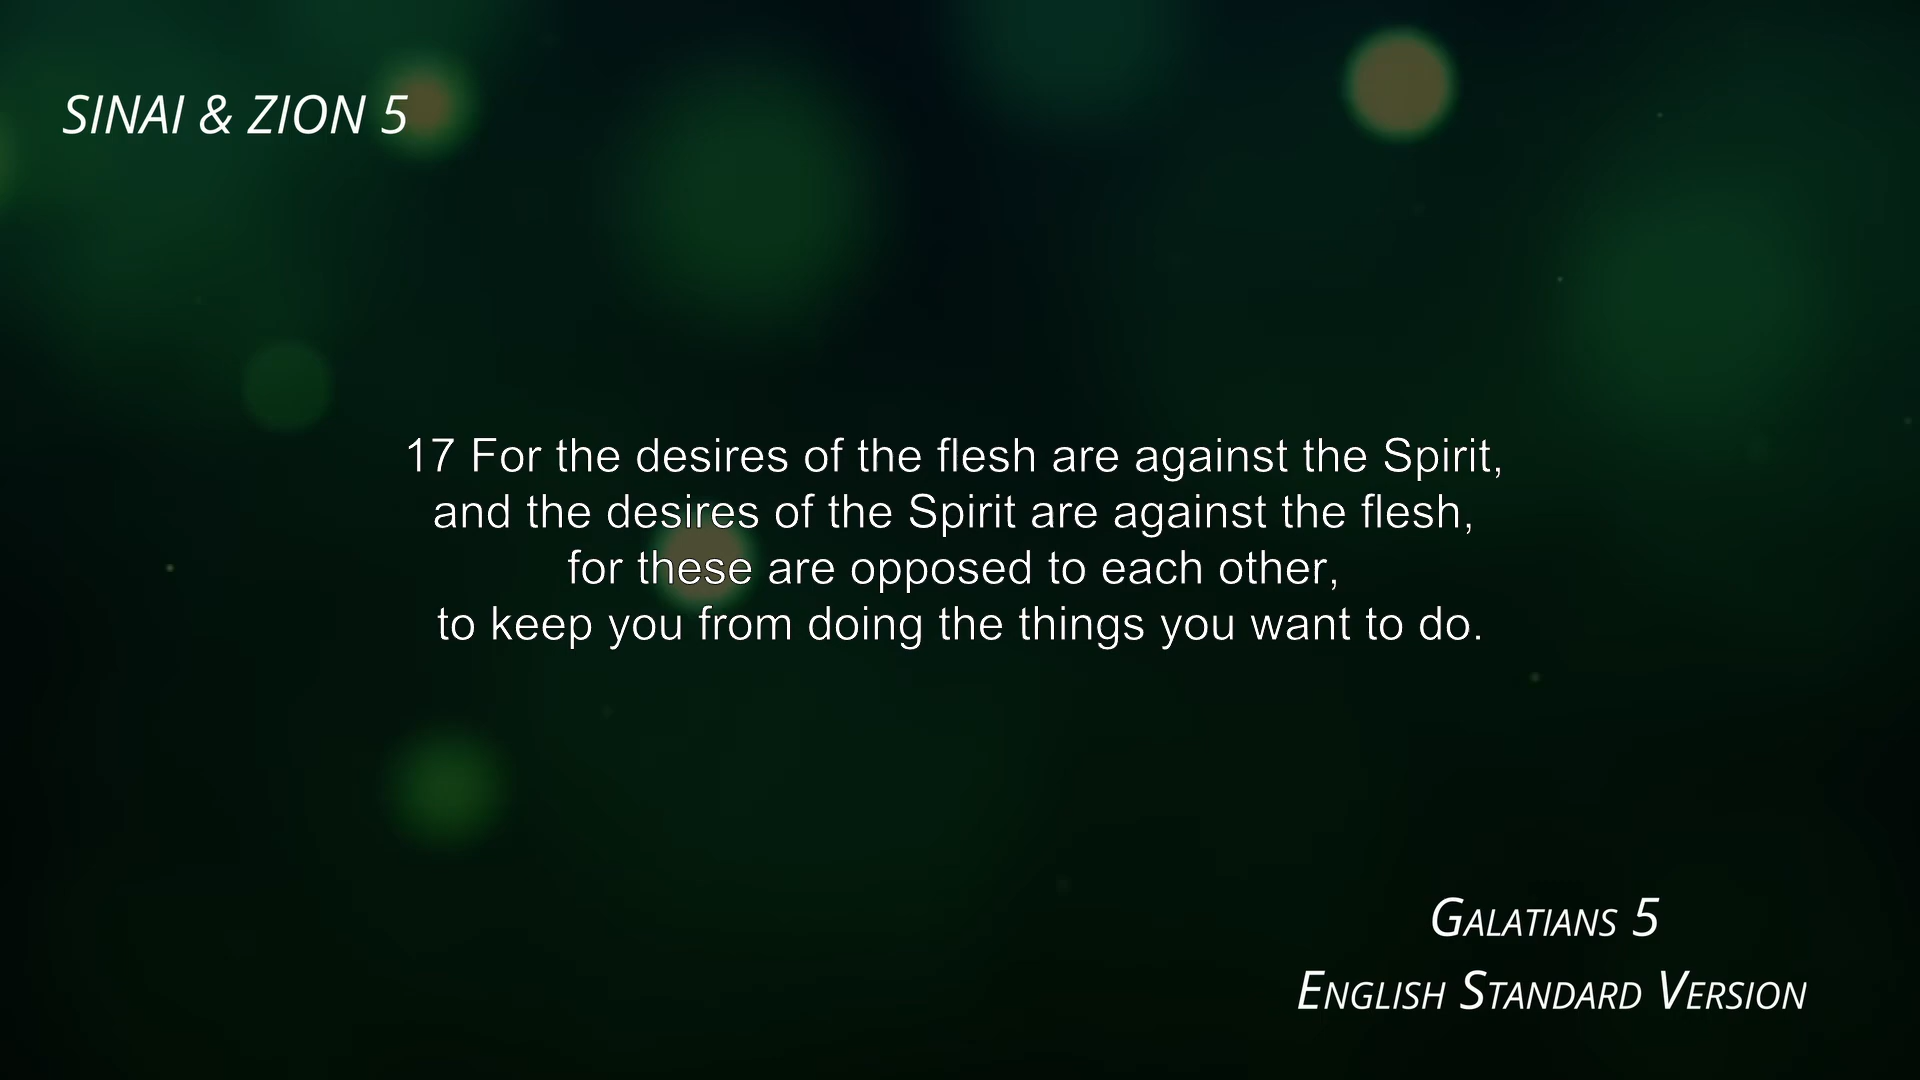 SINAI & ZION 5
17 For the desires of the flesh are against the Spirit,
and the desires of the Spirit are against the flesh,
for these are opposed to each other,
to keep you from doing the things you want to do.
GALATIANS 5
ENGLISH STANDARD VERSION